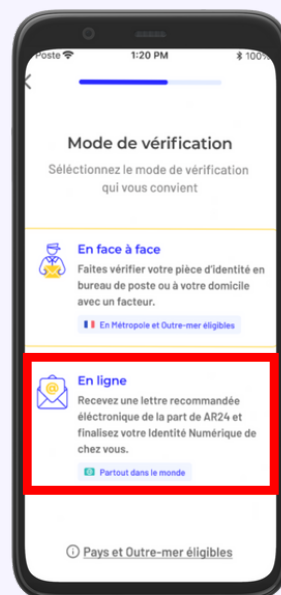 Poste 1:20 PM 100%
Mode de vérification
Séléctionnez le mode de vérification
qui vous convient
En face à face
Faites vérifier votre pièce d'identité en
bureau de poste ou à votre domicile
avec un facteur.
En Métropole et Outre-mer éligibles
@
En ligne
Recevez une lettre recommandée
éléctronique de la part de AR24 et
finalisez votre Identité Numérique de
chez vous.
Partout dans le monde
Pays et Outre-mer éligibles